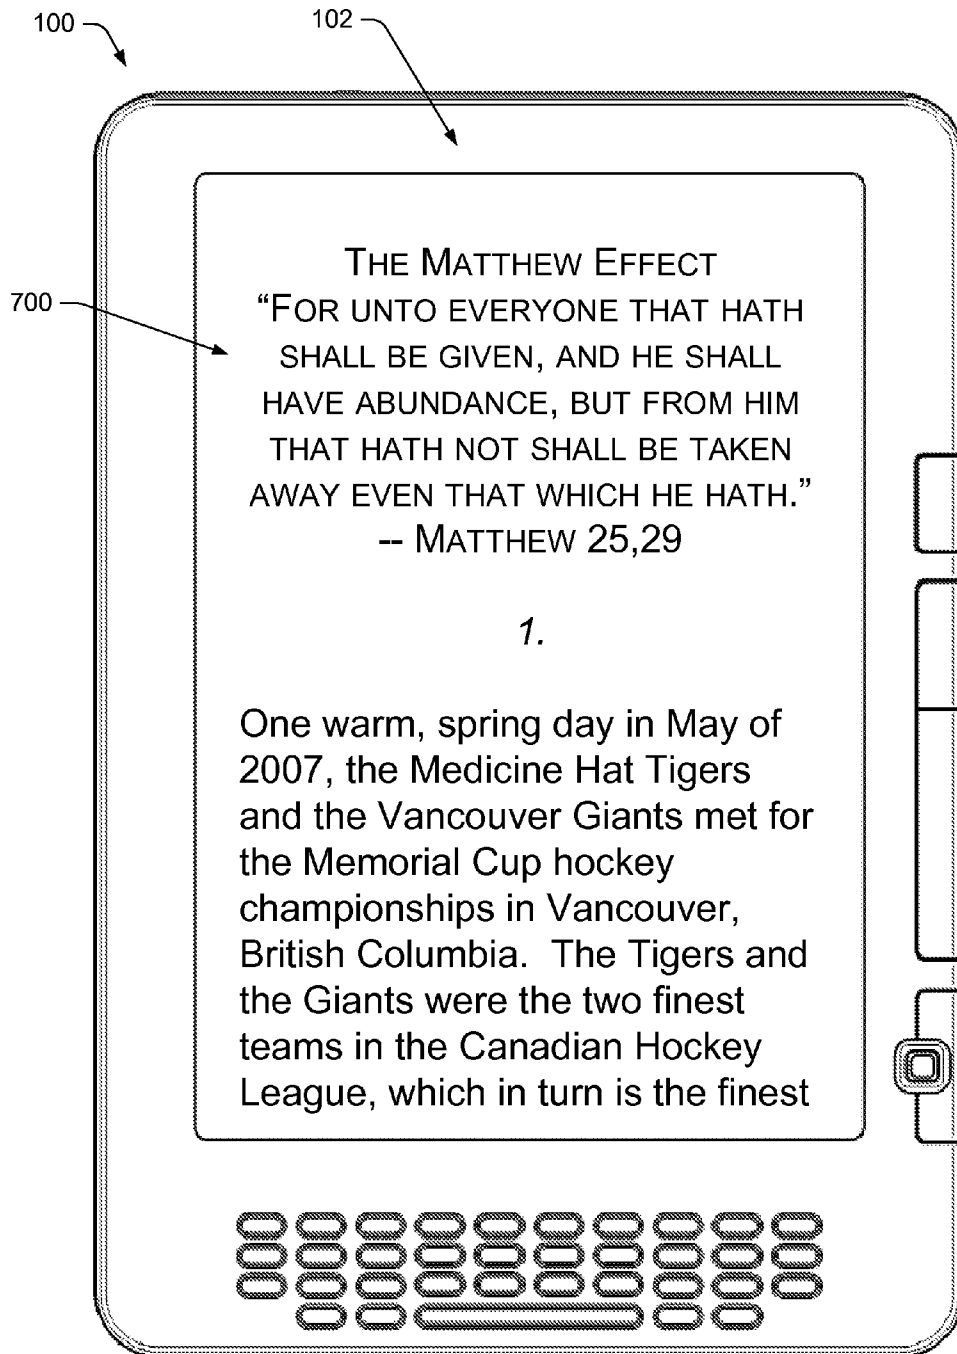 100
102
700
THE MATTHEW EFFECT
“FOR UNTO EVERYONE THAT HATH
SHALL BE GIVEN, AND HE SHALL
HAVE ABUNDANCE, BUT FROM HIM
THAT HATH NOT SHALL BE TAKEN
AWAY EVEN THAT WHICH HE HATH.”
-- MATTHEW 25,29
1.
One warm, spring day in May of
2007, the Medicine Hat Tigers
and the Vancouver Giants met for
the Memorial Cup hockey
championships in Vancouver,
British Columbia.  The Tigers and
the Giants were the two finest
teams in the Canadian Hockey
League, which in turn is the finest